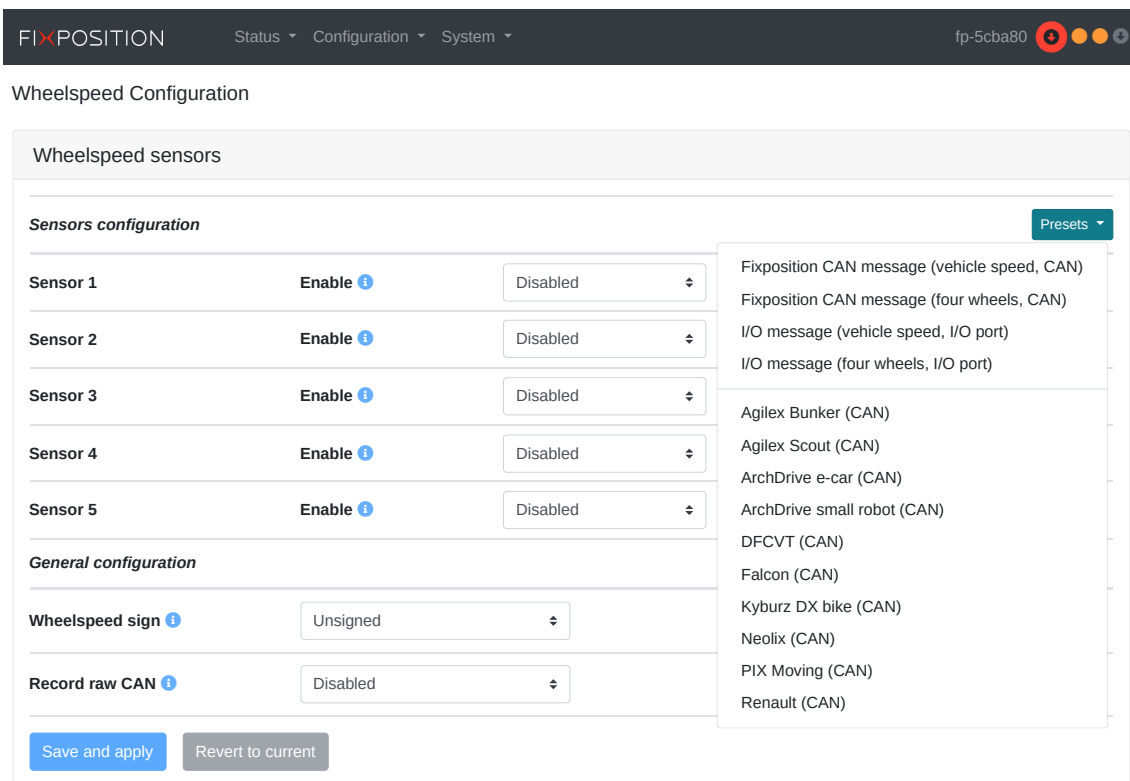 FIXPOSITION Status Configuration System fp-5cba80
Wheelspeed Configuration
Wheelspeed sensors
Sensors configuration Presets
Sensor 1 Enable Disabled
Sensor 2 Enable Disabled
Sensor 3 Enable Disabled
Sensor 4 Enable Disabled
Sensor 5 Enable Disabled
General configuration
Wheelspeed sign Unsigned
Record raw CAN Disabled
Save and apply Revert to current
Fixposition CAN message (vehicle speed, CAN)
Fixposition CAN message (four wheels, CAN)
I/O message (vehicle speed, I/O port)
I/O message (four wheels, I/O port)
Agilex Bunker (CAN)
Agilex Scout (CAN)
ArchDrive e-car (CAN)
ArchDrive small robot (CAN)
DFCVT (CAN)
Falcon (CAN)
Kyburz DX bike (CAN)
Neolix (CAN)
PIX Moving (CAN)
Renault (CAN)